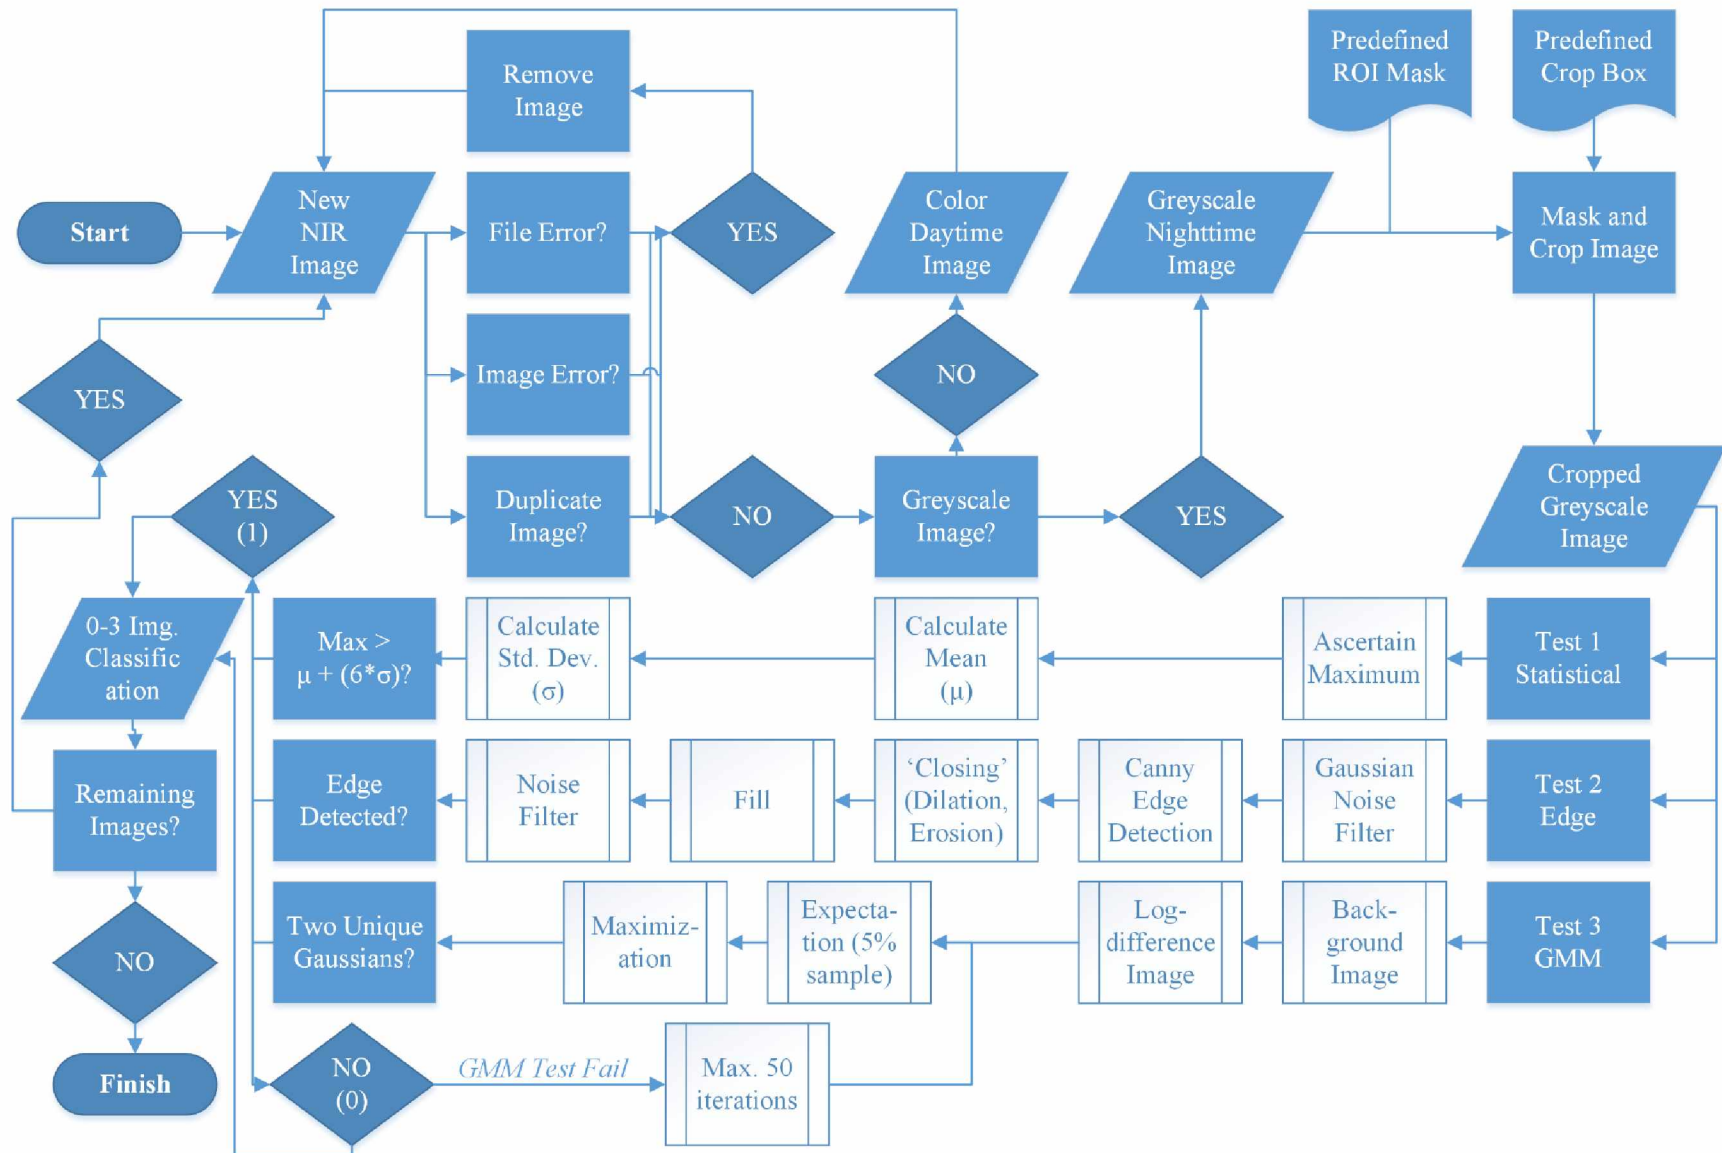 Remove
Image
Predefined
ROI Mask
Predefined
Crop Box
Start
New
NIR
Image
File Error?
YES
Color
Daytime
Image
Greyscale
Nighttime
Image
Mask and
Crop Image
YES
Image Error?
NO
YES
(1)
Duplicate
Image?
NO
Greyscale
Image?
YES
Cropped
Greyscale
Image
0-3 Img.
Classific
ation
Max >
μ + (6*σ)?
Calculate
Std. Dev.
(σ)
Calculate
Mean
(μ)
Ascertain
Maximum
Test 1
Statistical
Remaining
Images?
Edge
Detected?
Noise
Filter
Fill
‘Closing’
(Dilation,
Erosion)
Canny
Edge
Detection
Gaussian
Noise
Filter
Test 2
Edge
NO
Two Unique
Gaussians?
Maximiz-
ation
Expecta-
tion (5%
sample)
Log-
difference
Image
Back-
ground
Image
Test 3
GMM
Finish
NO
(0)
GMM Test Fail
Max. 50
iterations